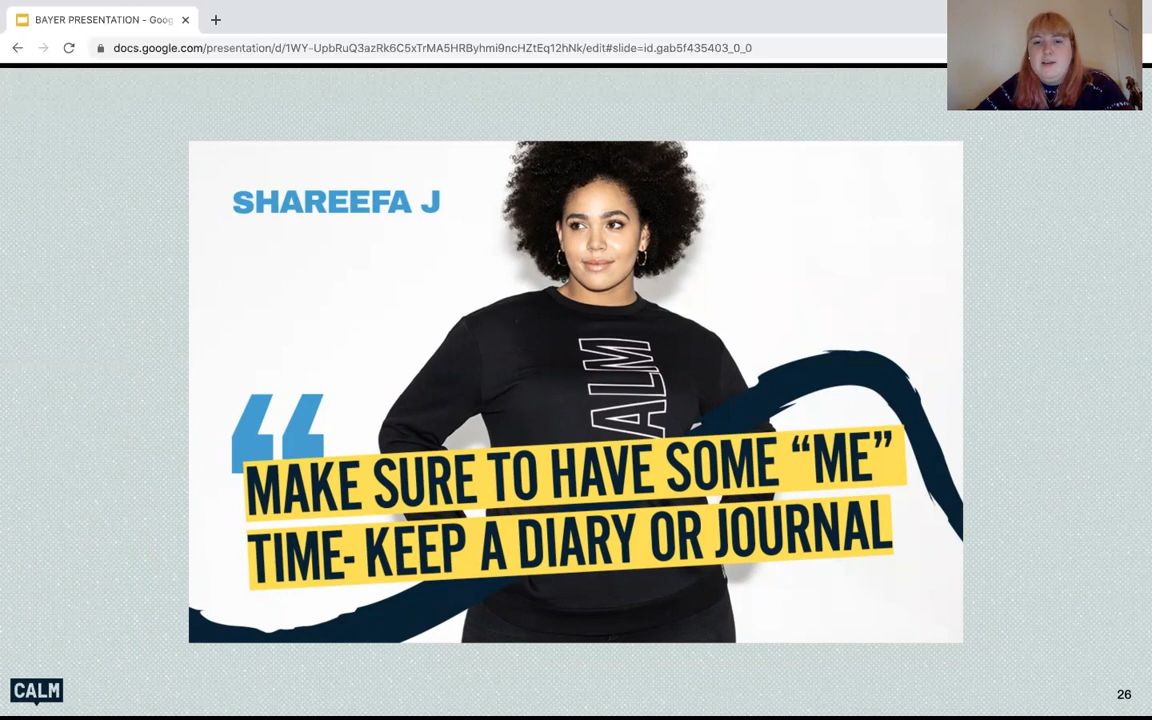 BAYER PRESENTATION - Goog
docs.google.com/presentation/d/1WY-UpbRuQ3azRk6C5xTrMA5HRByhmi9ncHZtEq12hNk/edit#slide=id.gab5f435403_0_0
SHAREEFA J
ALM
“
MAKE SURE TO HAVE SOME “ME”
TIME- KEEP A DIARY OR JOURNAL
CALM
26